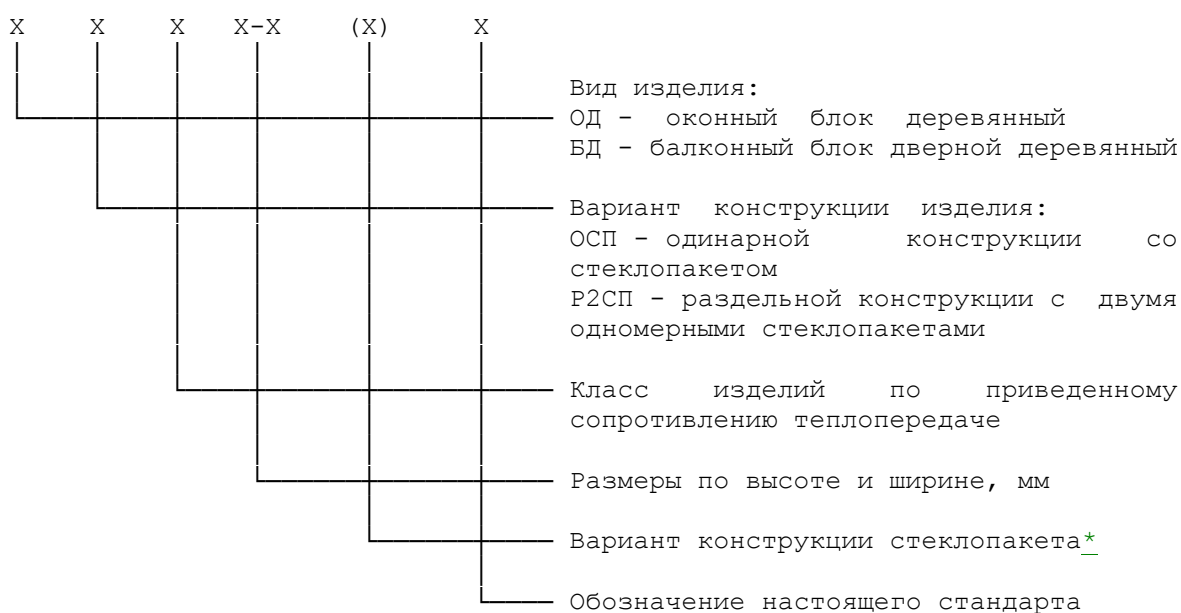 X X X X-X (X) X
Вид изделия:
ОД - оконный блок деревянный
БД - балконный блок дверной деревянный
Вариант конструкции изделия:
ОСП - одинарной конструкции со
стеклопакетом
Р2СП - раздельной конструкции с двумя
одномерными стеклопакетами
Класс изделий по приведенному
сопротивлению теплопередаче
Размеры по высоте и ширине, мм
Вариант конструкции стеклопакета*
Обозначение настоящего стандарта